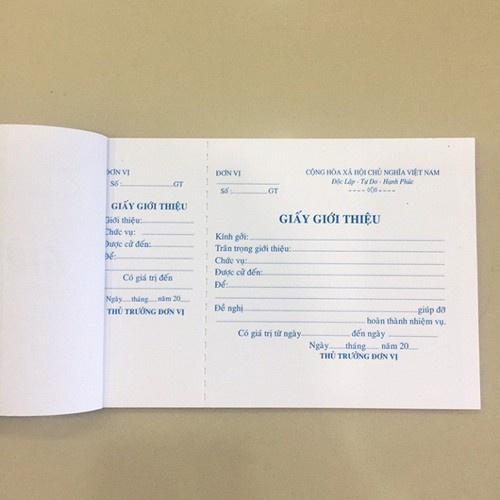 ĐƠN VỊ
Số :....................GT
GIẤY GIỚI THIỆU
Giới thiệu:
Chức vụ:
Được cử đến:
Để:
Có giá trị đến
Ngày......tháng......năm 20.....
THỦ TRƯỞNG ĐƠN VỊ
ĐƠN VỊ
Số :....................GT
CỘNG HÒA XÃ HỘI CHỦ NGHĨA VIỆT NAM
Độc Lập - Tự Do - Hạnh Phúc
GIẤY GIỚI THIỆU
Kính gởi:
Trân trọng giới thiệu:
Chức vụ:
Được cử đến:
Để:
Đề nghị ........ giúp đỡ
........ hoàn thành nhiệm vụ.
Có giá trị từ ngày ........ đến ngày ........
Ngày......tháng...... năm 20.....
THỦ TRƯỞNG ĐƠN VỊ